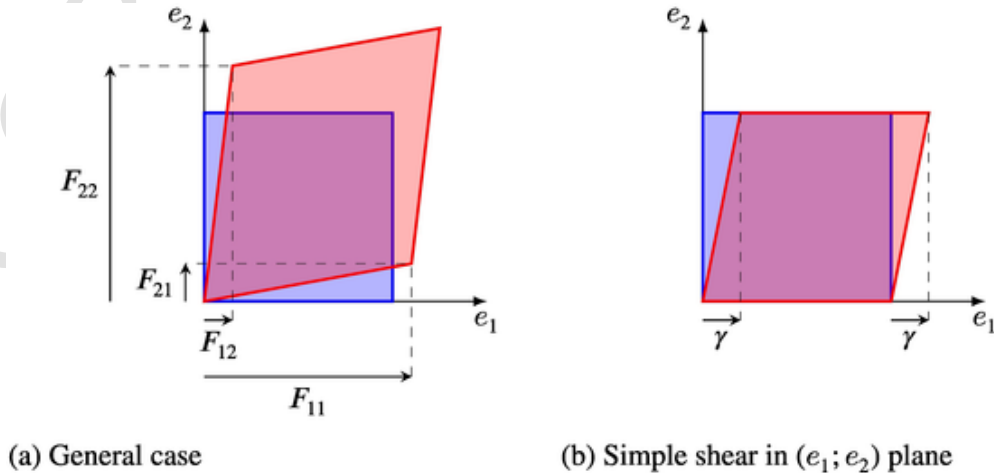 e₂
F₂₂
F₂₁
F₁₂
F₁₁
e₁
(a) General case
e₂
γ
γ
e₁
(b) Simple shear in (e₁; e₂) plane